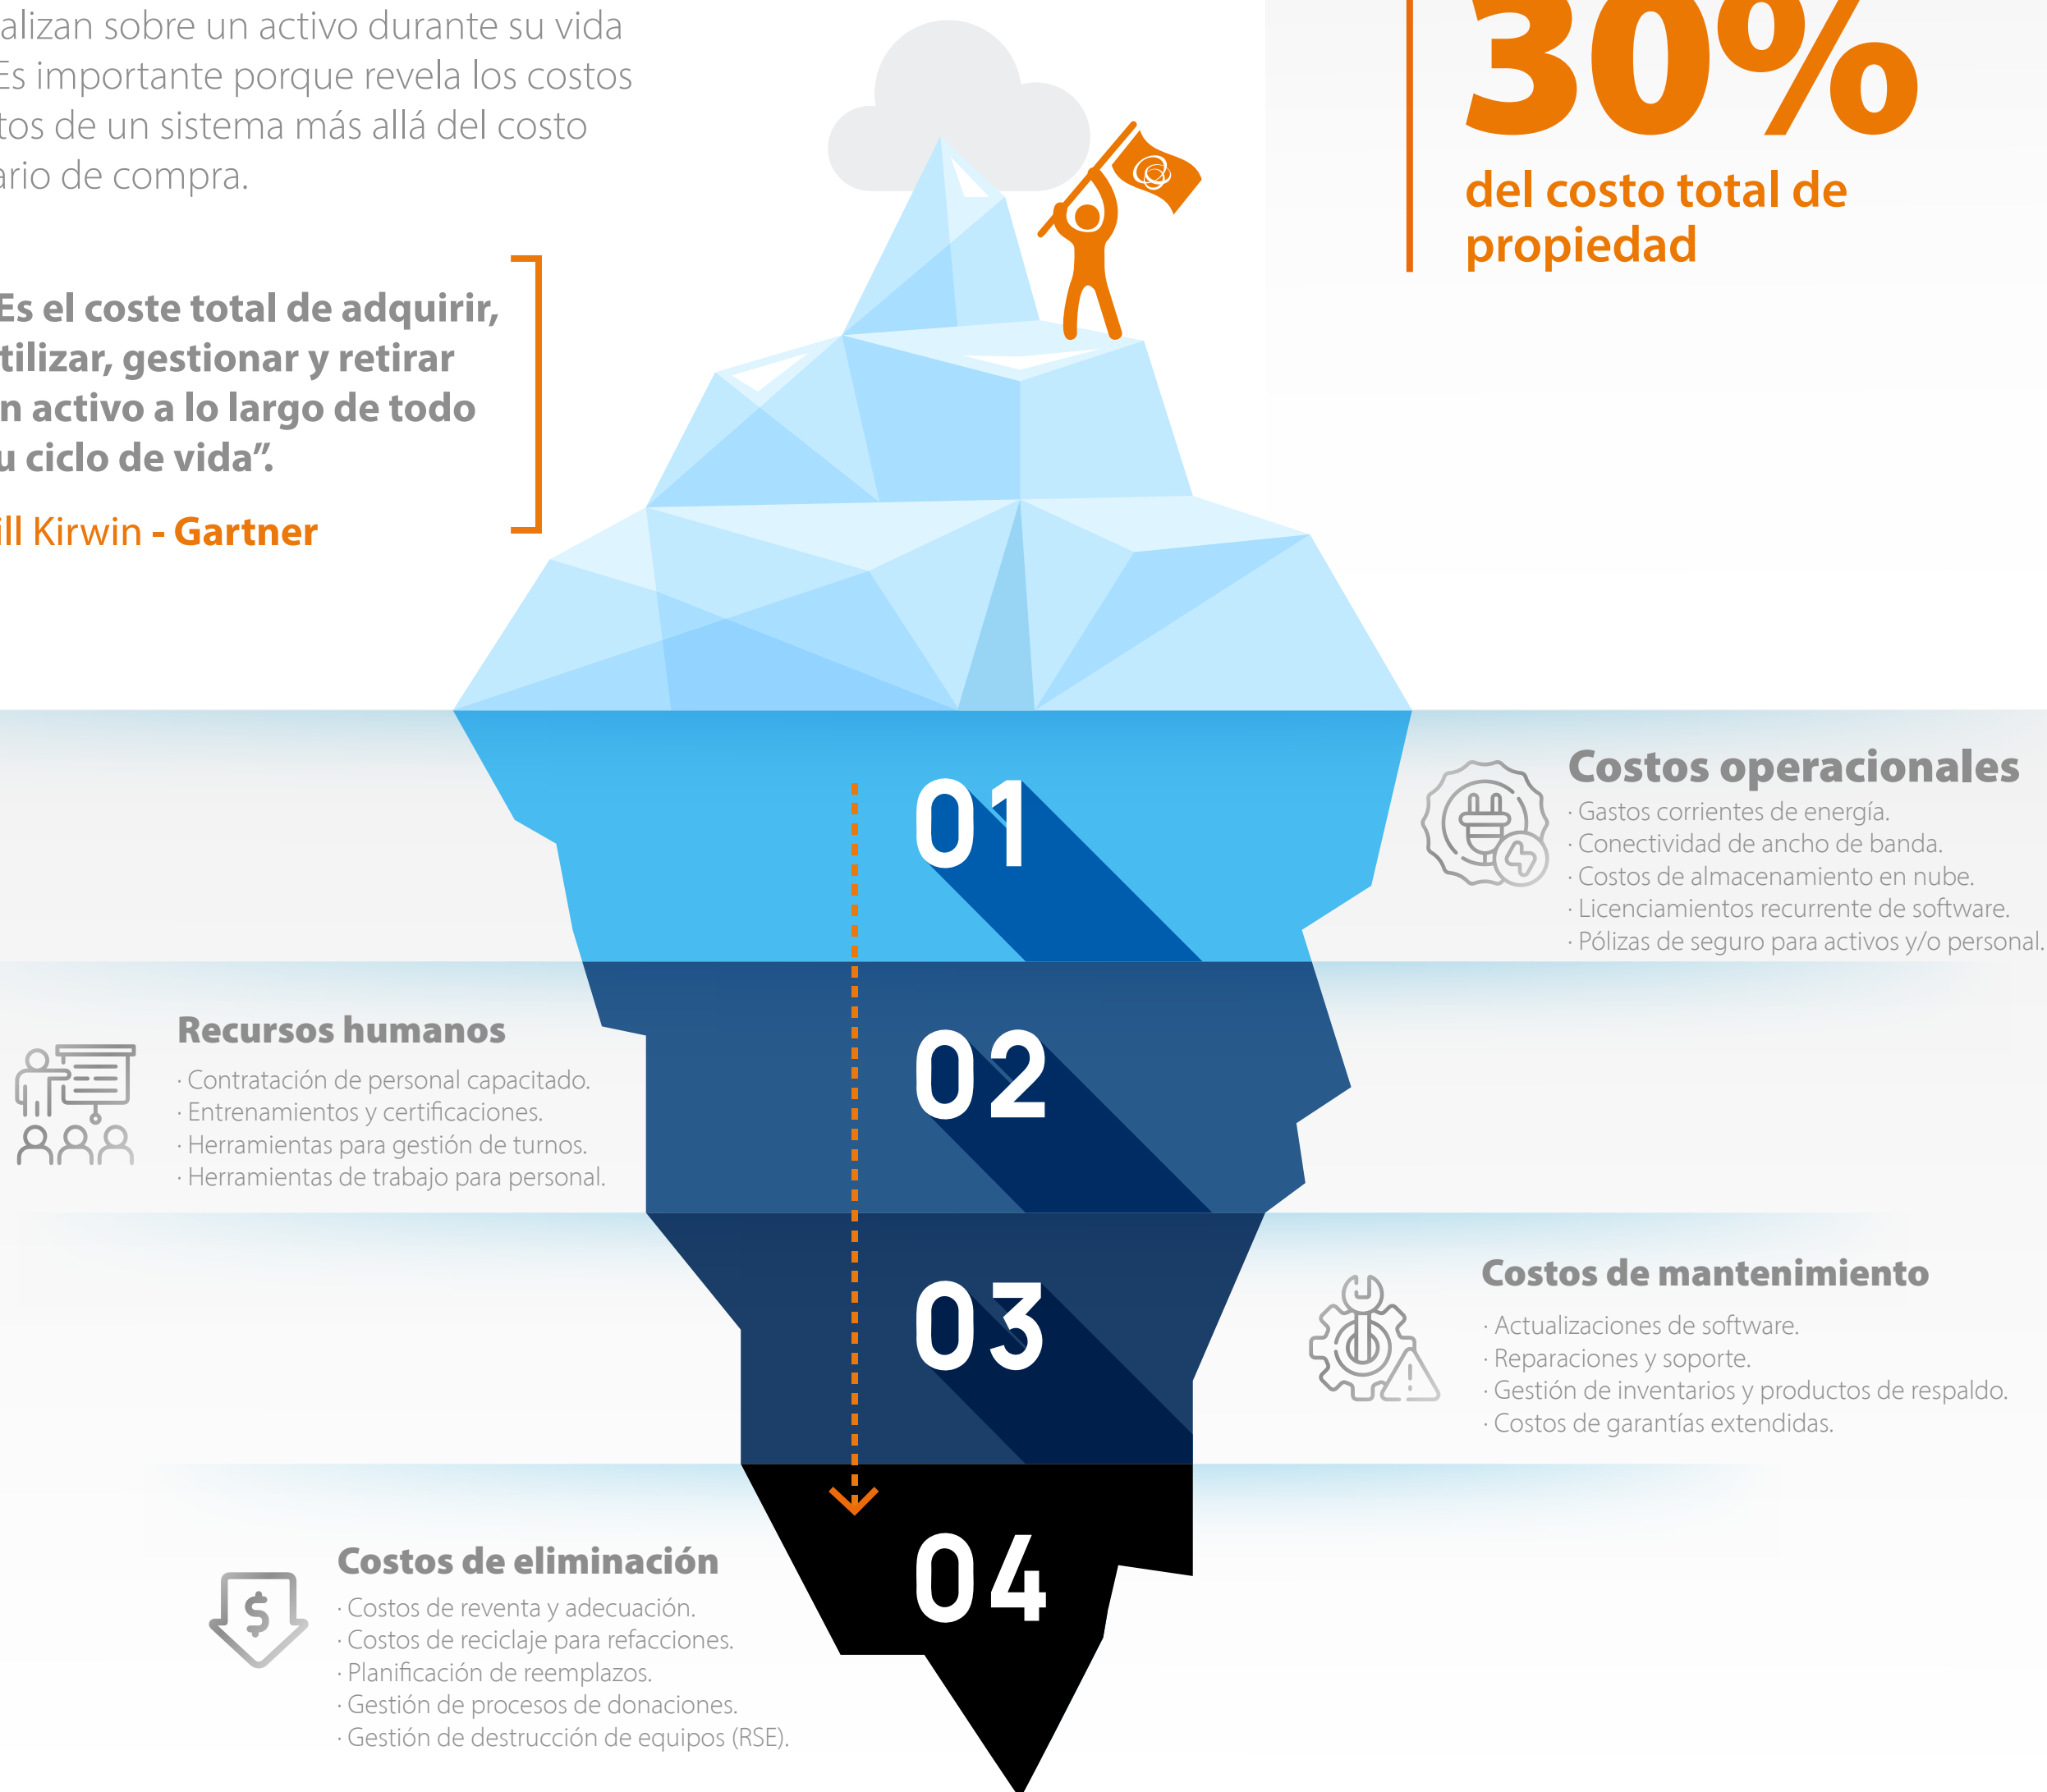 alizan sobre un activo durante su vida
Es importante porque revela los costos
tos de un sistema más allá del costo
ario de compra.
Es el coste total de adquirir,
tilizar, gestionar y retirar
n activo a lo largo de todo
u ciclo de vida”.
ill Kirwin - Gartner
30%
del costo total de
propiedad
01
Costos operacionales
· Gastos corrientes de energía.
· Conectividad de ancho de banda.
· Costos de almacenamiento en nube.
· Licenciamientos recurrente de software.
· Pólizas de seguro para activos y/o personal.
Recursos humanos
· Contratación de personal capacitado.
· Entrenamientos y certificaciones.
· Herramientas para gestión de turnos.
· Herramientas de trabajo para personal.
02
03
Costos de mantenimiento
· Actualizaciones de software.
· Reparaciones y soporte.
· Gestión de inventarios y productos de respaldo.
· Costos de garantías extendidas.
Costos de eliminación
· Costos de reventa y adecuación.
· Costos de reciclaje para refacciones.
· Planificación de reemplazos.
· Gestión de procesos de donaciones.
· Gestión de destrucción de equipos (RSE).
$
04